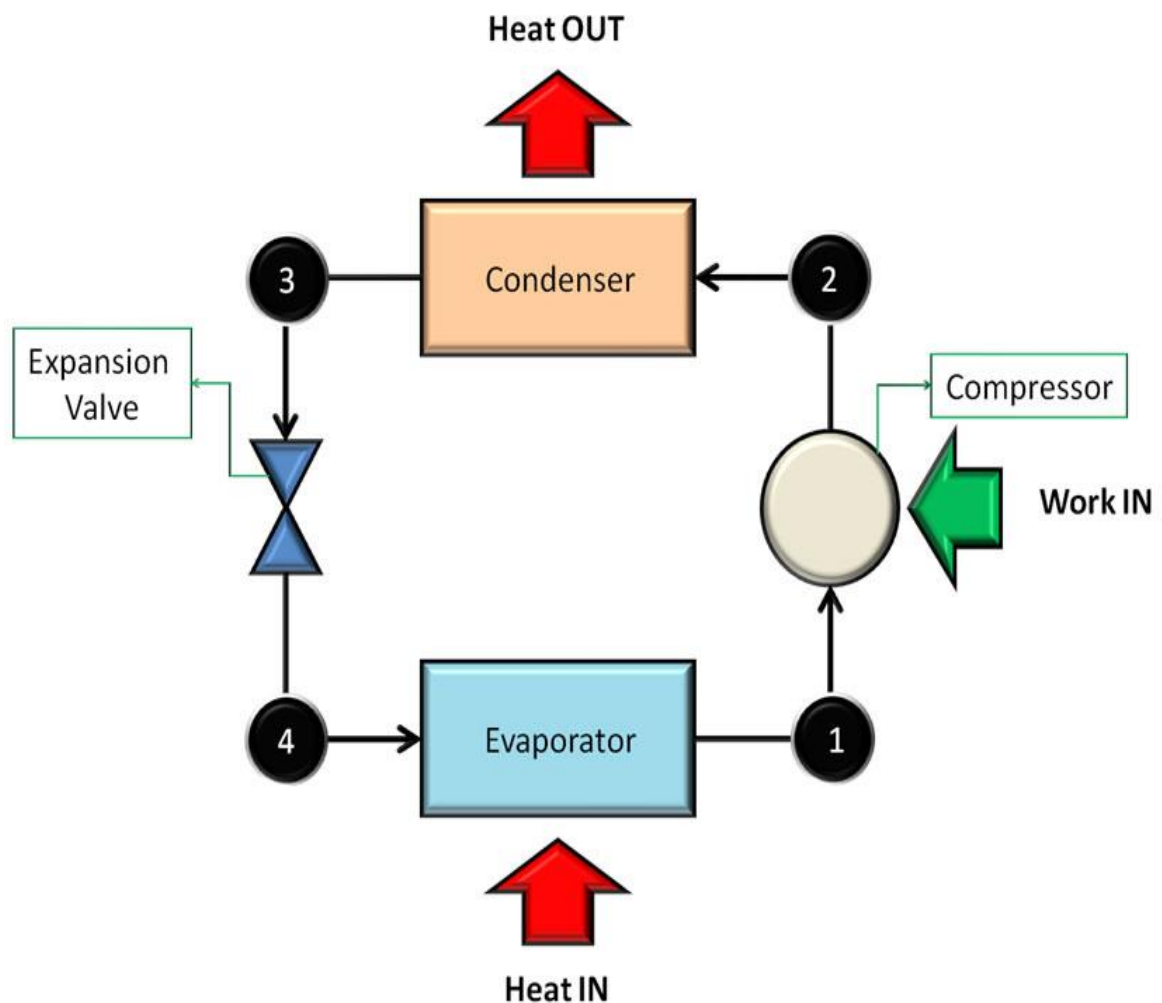 Heat OUT
Condenser
3
2
Expansion
Valve
Compressor
Work IN
4
Evaporator
1
Heat IN